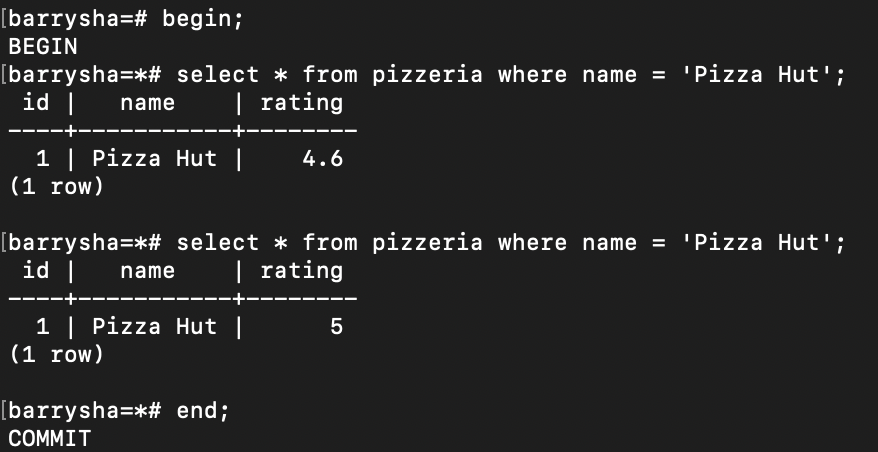 [barrysha=# begin;
BEGIN
[barrysha=*# select * from pizzeria where name = 'Pizza Hut';
 id |   name    | rating
----+-----------+--------
  1 | Pizza Hut |    4.6
(1 row)
[barrysha=*# select * from pizzeria where name = 'Pizza Hut';
 id |   name    | rating
----+-----------+--------
  1 | Pizza Hut |      5
(1 row)
[barrysha=*# end;
COMMIT